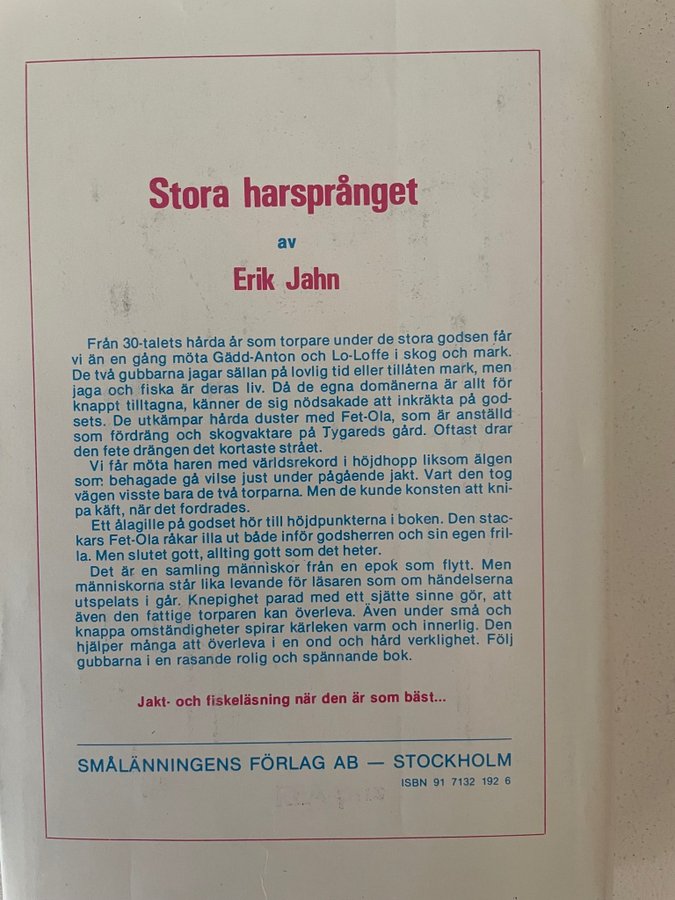 Stora harsprånget
av
Erik Jahn
Från 30-talets hårda år som torpare under de stora godsen får
vi än en gång möta Gädd-Anton och Lo-Loffe i skog och mark.
De två gubbarna jagar sällan på lovlig tid eller tillåten mark, men
jaga och fiska är deras liv. Då de egna domänerna är allt för
knappt tilltagna, känner de sig nödsakade att inkräkta på god-
sets. De utkämpar hårda duster med Fet-Ola, som är anställd
som fördräng och skogvaktare på Tygareds gård. Oftast drar
den fete drängen det kortaste strået.
Vi får möta haren med världsrekord i höjdhopp liksom älgen
som behagade gå vilse just under pågående jakt. Vart den tog
vägen visste bara de två torparna. Men de kunde konsten att kni-
pa käft, när det fordrades.
Ett ålagille på godset hör till höjdpunkterna i boken. Den stac-
kars Fet-Ola råkar illa ut både inför godsherren och sin egen fril-
la. Men slutet gott, allting gott som det heter.
Det är en samling människor från en epok som flytt. Men
människorna står lika levande för läsaren som om händelserna
utspelats i går. Knepighet parad med ett sjätte sinne gör, att
även den fattige torparen kan överleva. Även under små och
knappa omständigheter spirar kärleken varm och innerlig. Den
hjälper många att överleva i en ond och hård verklighet. Följ
gubbarna i en rasande rolig och spännande bok.
Jakt- och fiskeläsning när den är som bäst...
SMÅLÄNNINGENS FÖRLAG AB — STOCKHOLM
ISBN 91 7132 192 6